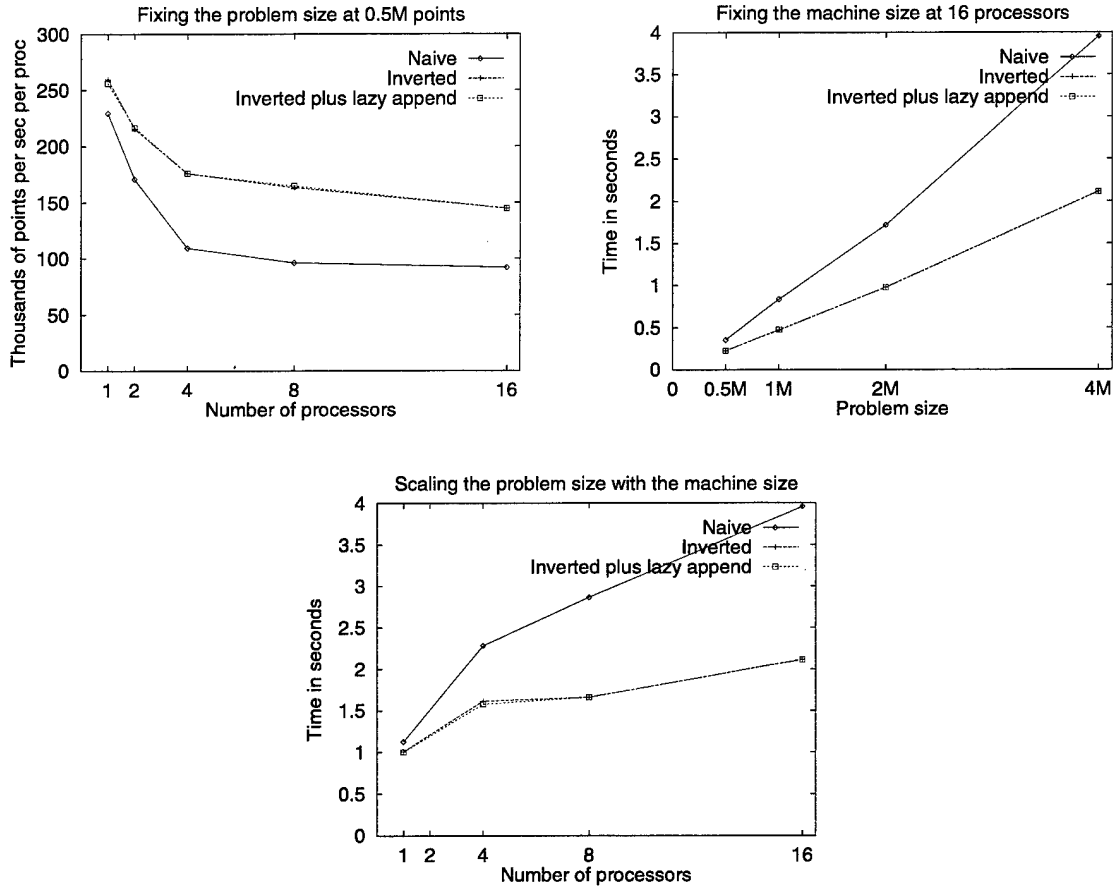 Fixing the problem size at 0.5M points
300
250
200
150
100
50
0
Thousands of points per sec per proc
Naive
Inverted
Inverted plus lazy append
1 2 4 8 16
Number of processors
Fixing the machine size at 16 processors
4
3.5
3
2.5
2
1.5
1
0.5
0
Time in seconds
Naive
Inverted
Inverted plus lazy append
0 0.5M 1M 2M 4M
Problem size
Scaling the problem size with the machine size
4
3.5
3
2.5
2
1.5
1
0.5
0
Time in seconds
Naive
Inverted
Inverted plus lazy append
1 2 4 8 16
Number of processors